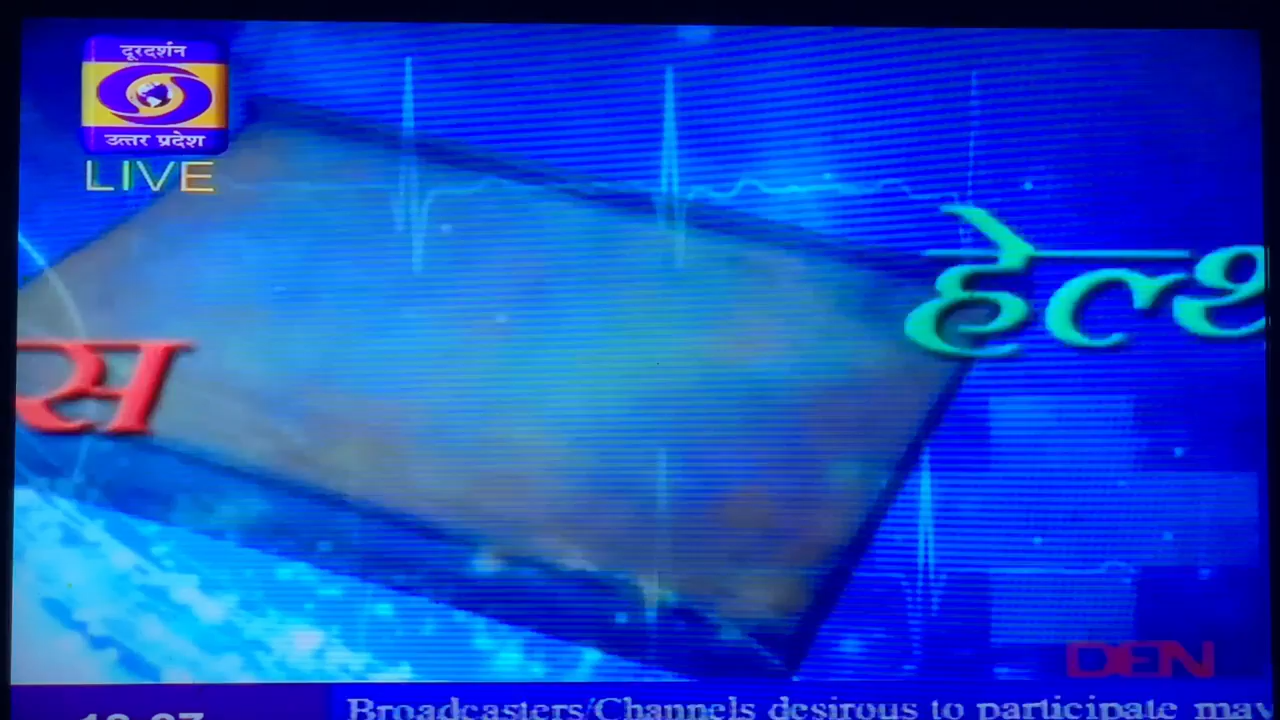 दूरदर्शन
उत्तर प्रदेश
LIVE
हेल्थ
स
DEN
Broadcasters/Channels desirous to participate may